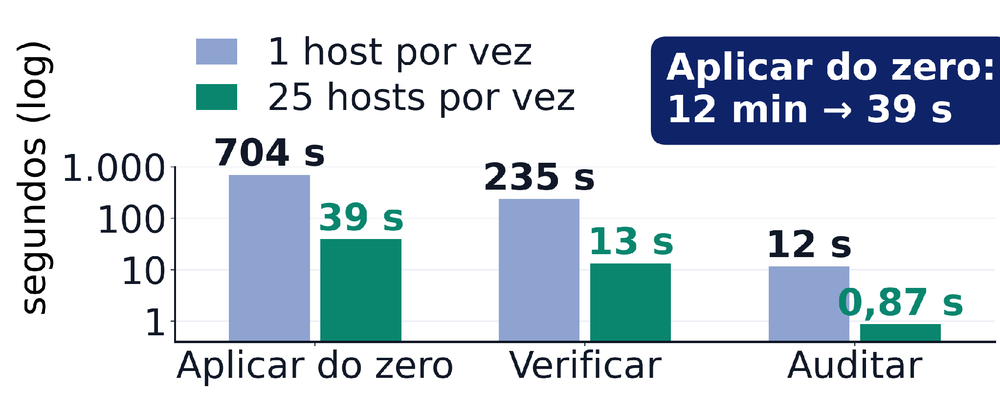 segundos (log)
1 host por vez
25 hosts por vez
Aplicar do zero:
12 min → 39 s
1.000
100
10
1
704 s
39 s
235 s
13 s
12 s
0,87 s
Aplicar do zero
Verificar
Auditar